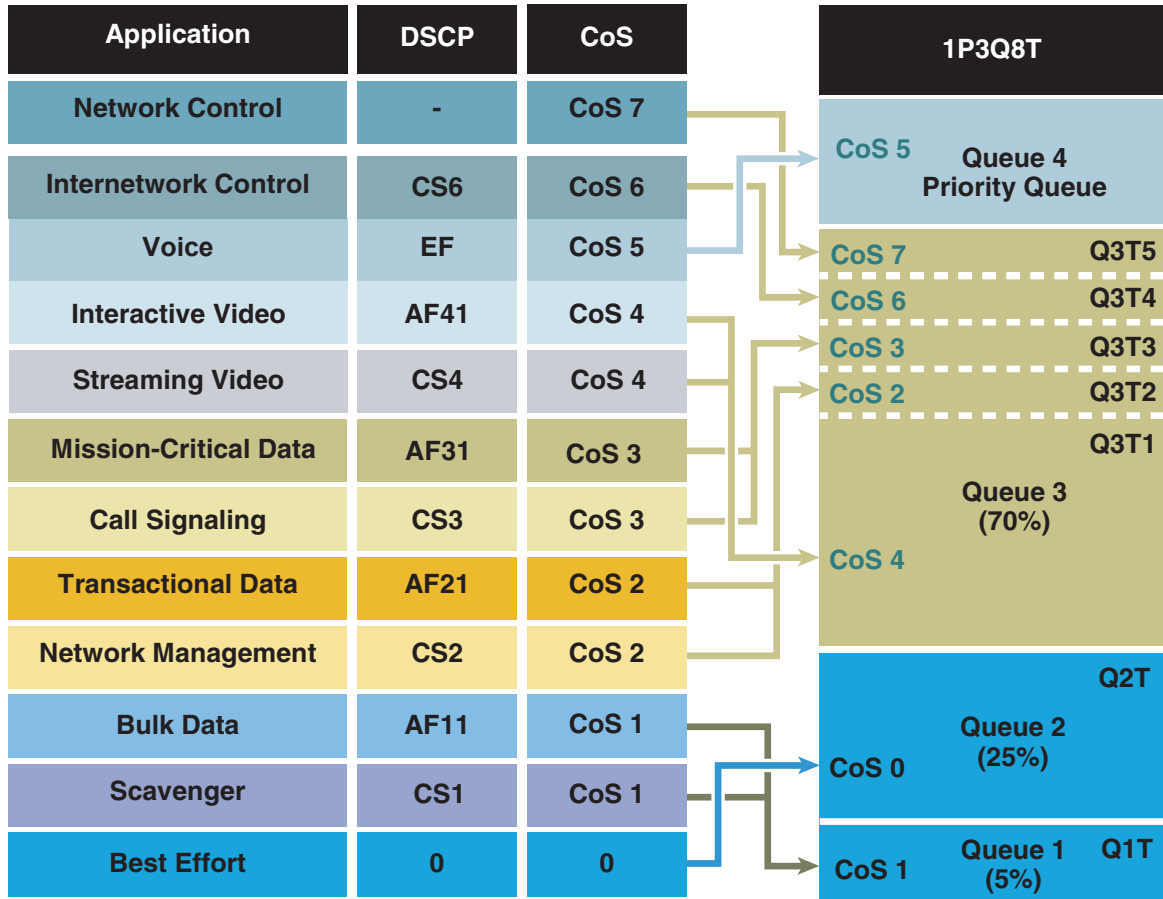 Application DSCP CoS 1P3Q8T
Network Control - CoS 7
Internetwork Control CS6 CoS 6
Voice EF CoS 5
Interactive Video AF41 CoS 4
Streaming Video CS4 CoS 4
Mission-Critical Data AF31 CoS 3
Call Signaling CS3 CoS 3
Transactional Data AF21 CoS 2
Network Management CS2 CoS 2
Bulk Data AF11 CoS 1
Scavenger CS1 CoS 1
Best Effort 0 0
CoS 5 Queue 4
Priority Queue
CoS 7 Q3T5
CoS 6 Q3T4
CoS 3 Q3T3
CoS 2 Q3T2
Q3T1
Queue 3
(70%)
CoS 4
Q2T
Queue 2
(25%)
CoS 0
Queue 1 Q1T
CoS 1 (5%)